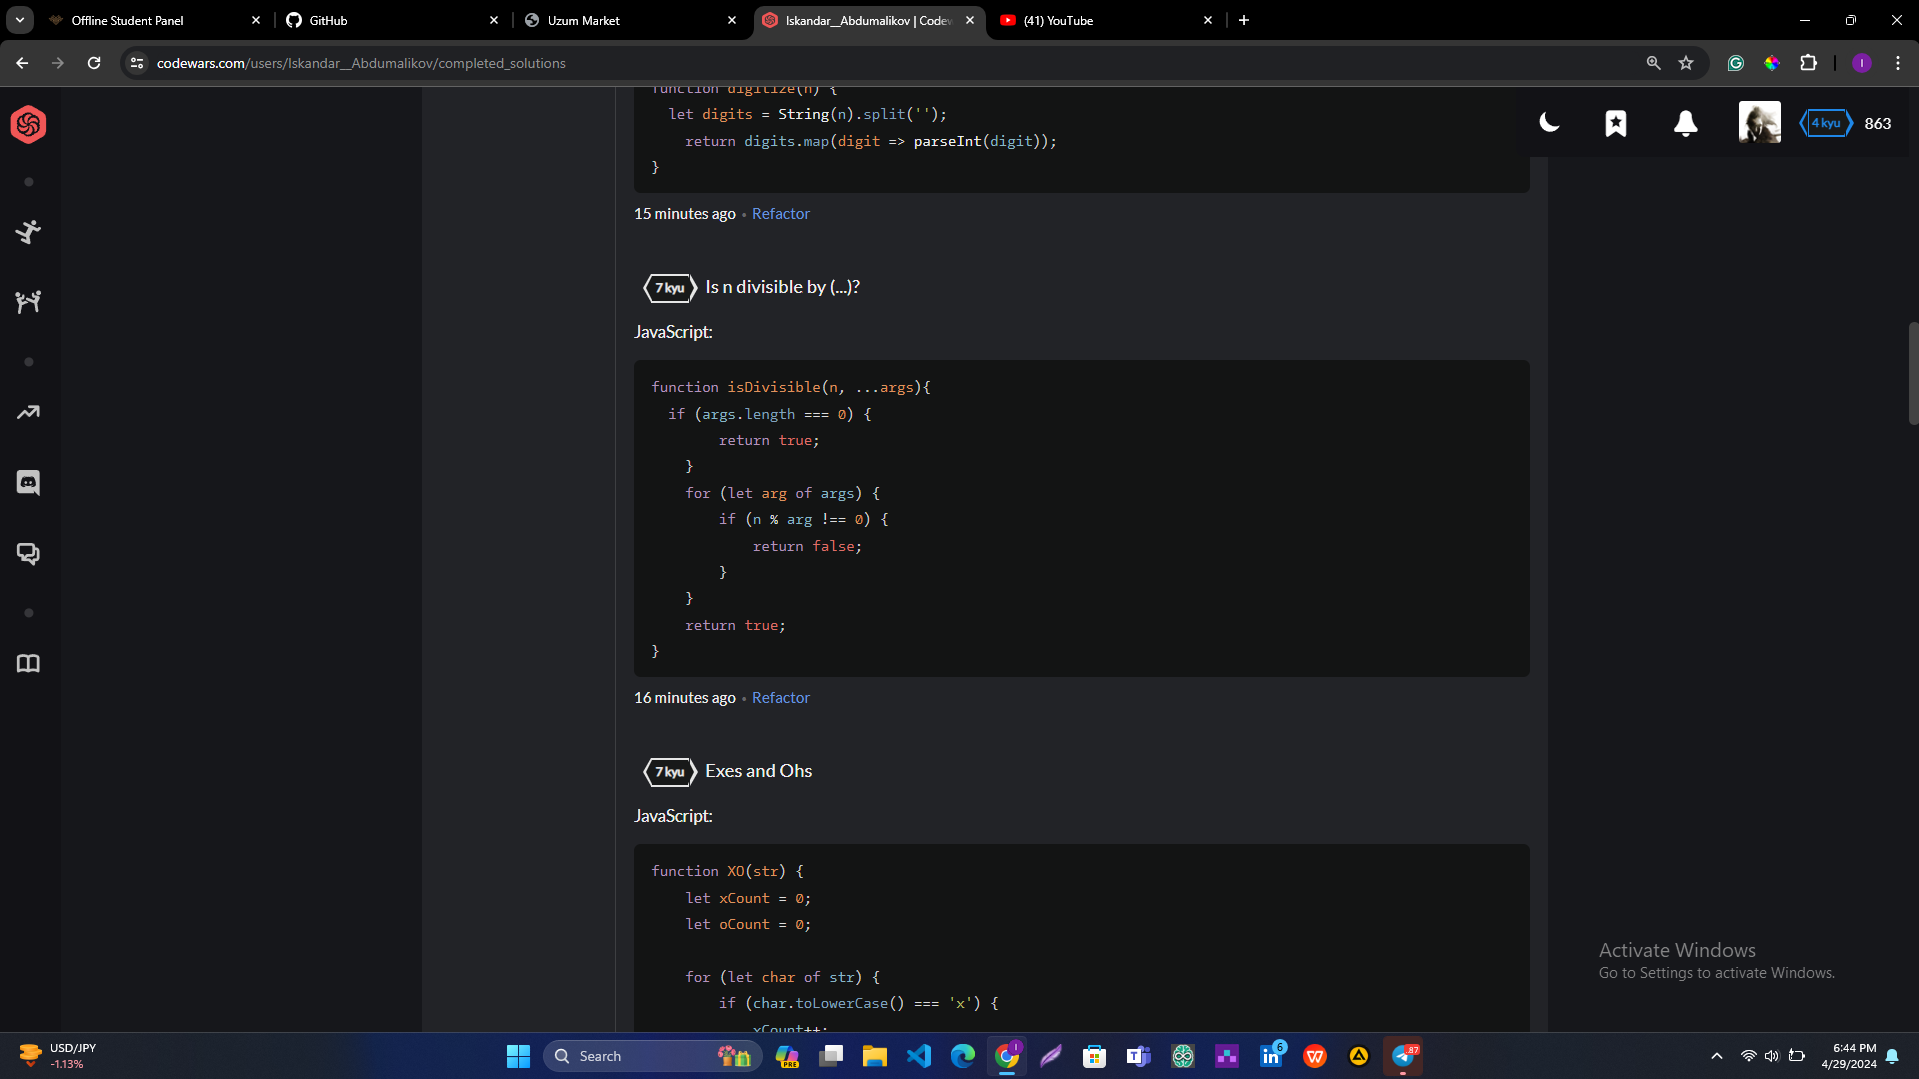 Offline Student Panel
GitHub
Uzum Market
Iskandar__Abdumalikov | Codew
(41) YouTube
codewars.com/users/Iskandar__Abdumalikov/completed_solutions
function digitize(n) {
let digits = String(n).split('');
return digits.map(digit => parseInt(digit));
}
4 kyu
863
15 minutes ago • Refactor
7 kyu Is n divisible by (...)?
JavaScript:
function isDivisible(n, ...args){
if (args.length === 0) {
return true;
}
for (let arg of args) {
if (n % arg !== 0) {
return false;
}
}
return true;
}
16 minutes ago • Refactor
7 kyu Exes and Ohs
JavaScript:
function XO(str) {
let xCount = 0;
let oCount = 0;
for (let char of str) {
if (char.toLowerCase() === 'x') {
xCount++;
Activate Windows
Go to Settings to activate Windows.
USD/JPY
-1.13%
Search
PRE
6
87
6:44 PM
4/29/2024